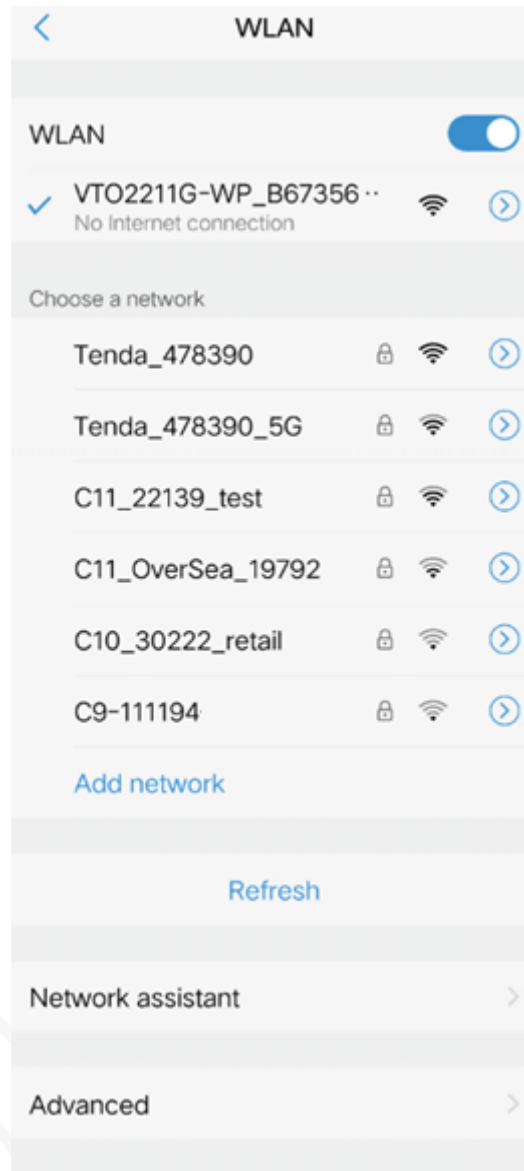 WLAN
WLAN
VTO2211G-WP_B67356··
No Internet connection
Choose a network
Tenda_478390
Tenda_478390_5G
C11_22139_test
C11_OverSea_19792
C10_30222_retail
C9-111194
Add network
Refresh
Network assistant
Advanced